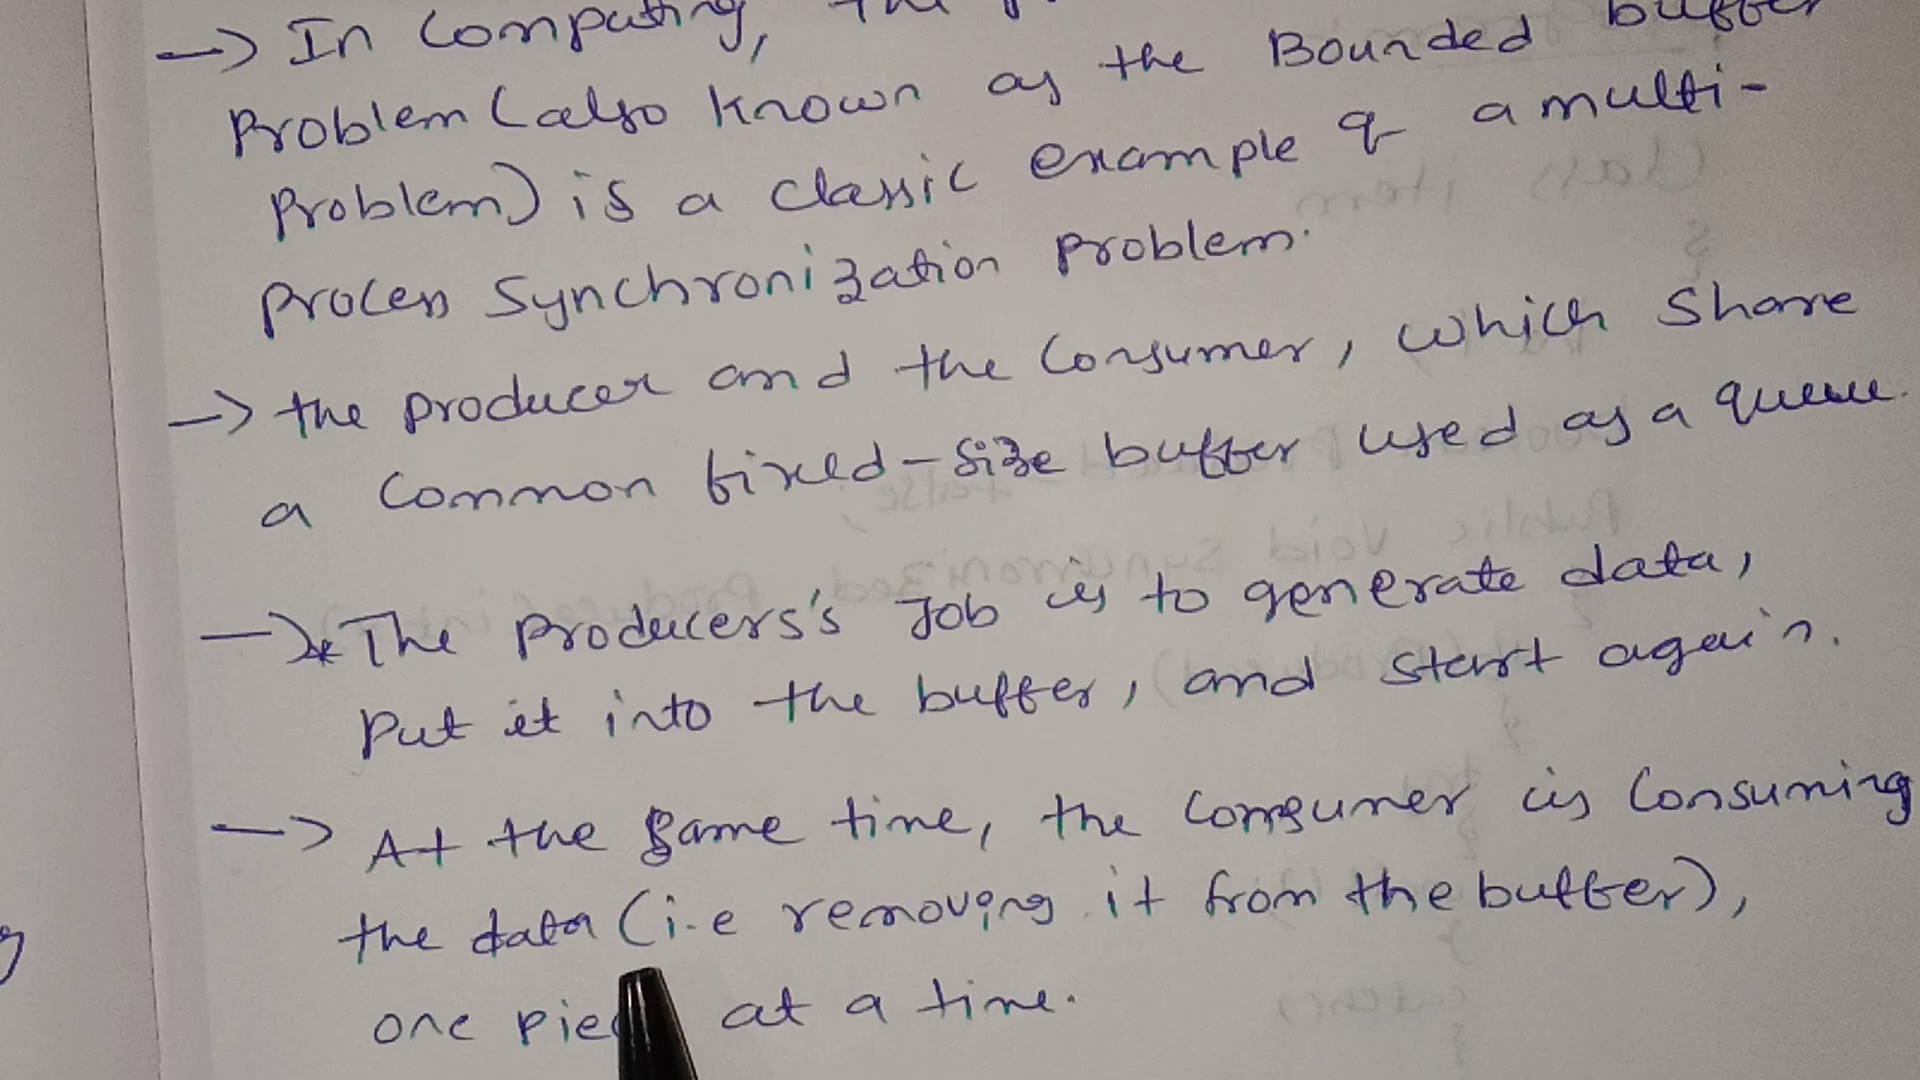 → In Computing, the
Problem (also known as the Bounded buffer
Problem) is a classic example of a multi-
process Synchronization problem.
→ the producer and the Consumer, which share
a common fixed-size buffer used as a queue.
→* The producers's Job is to generate data,
put it into the buffer, and start again.
→ At the same time, the consumer is Consuming
the data (i.e removing it from the buffer),
one at a time.